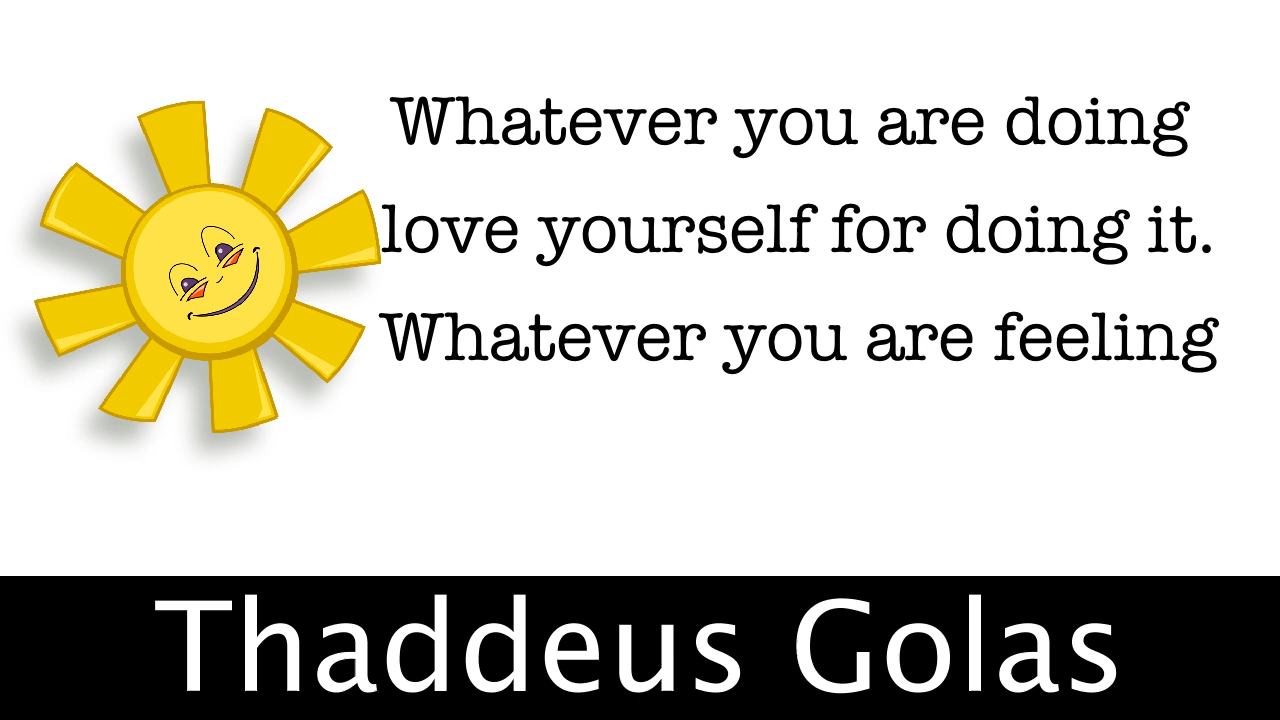 Whatever you are doing
love yourself for doing it.
Whatever you are feeling
Thaddeus Golas